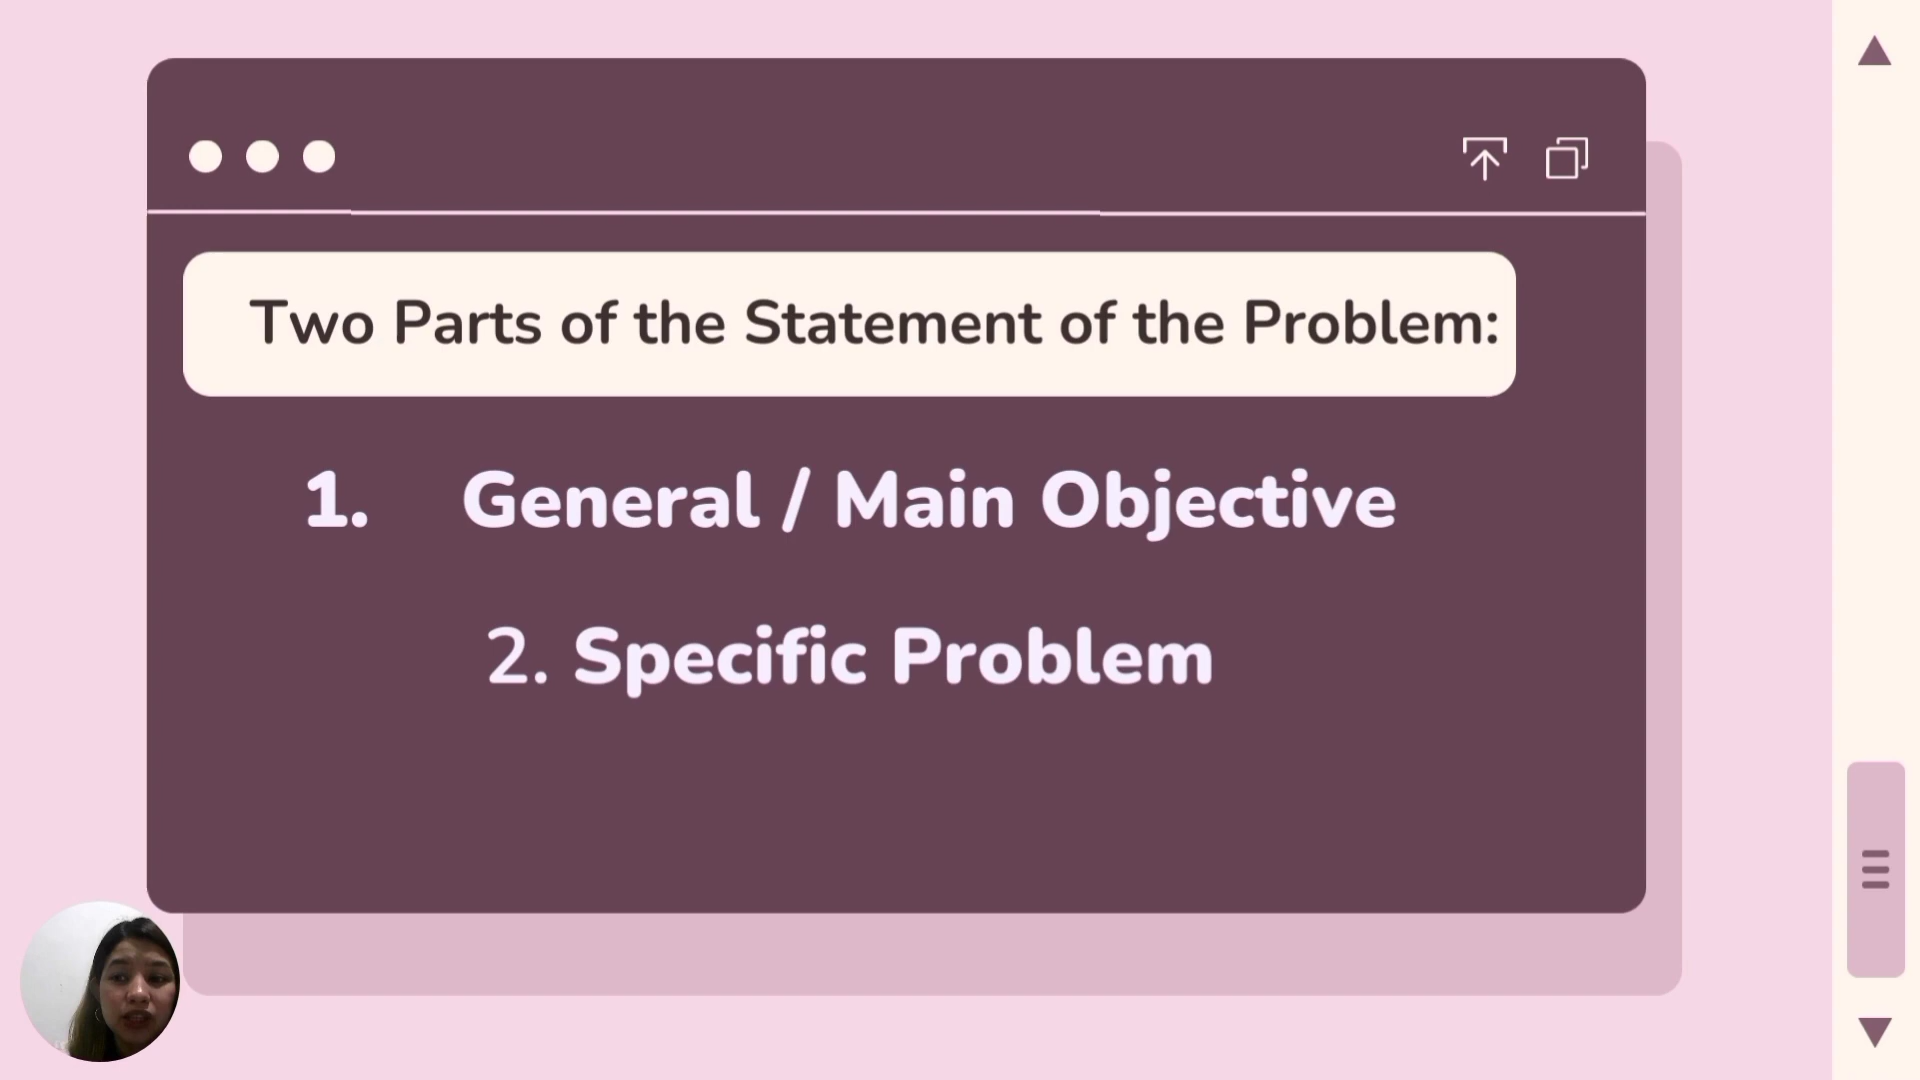 Two Parts of the Statement of the Problem:
1. General / Main Objective
2. Specific Problem